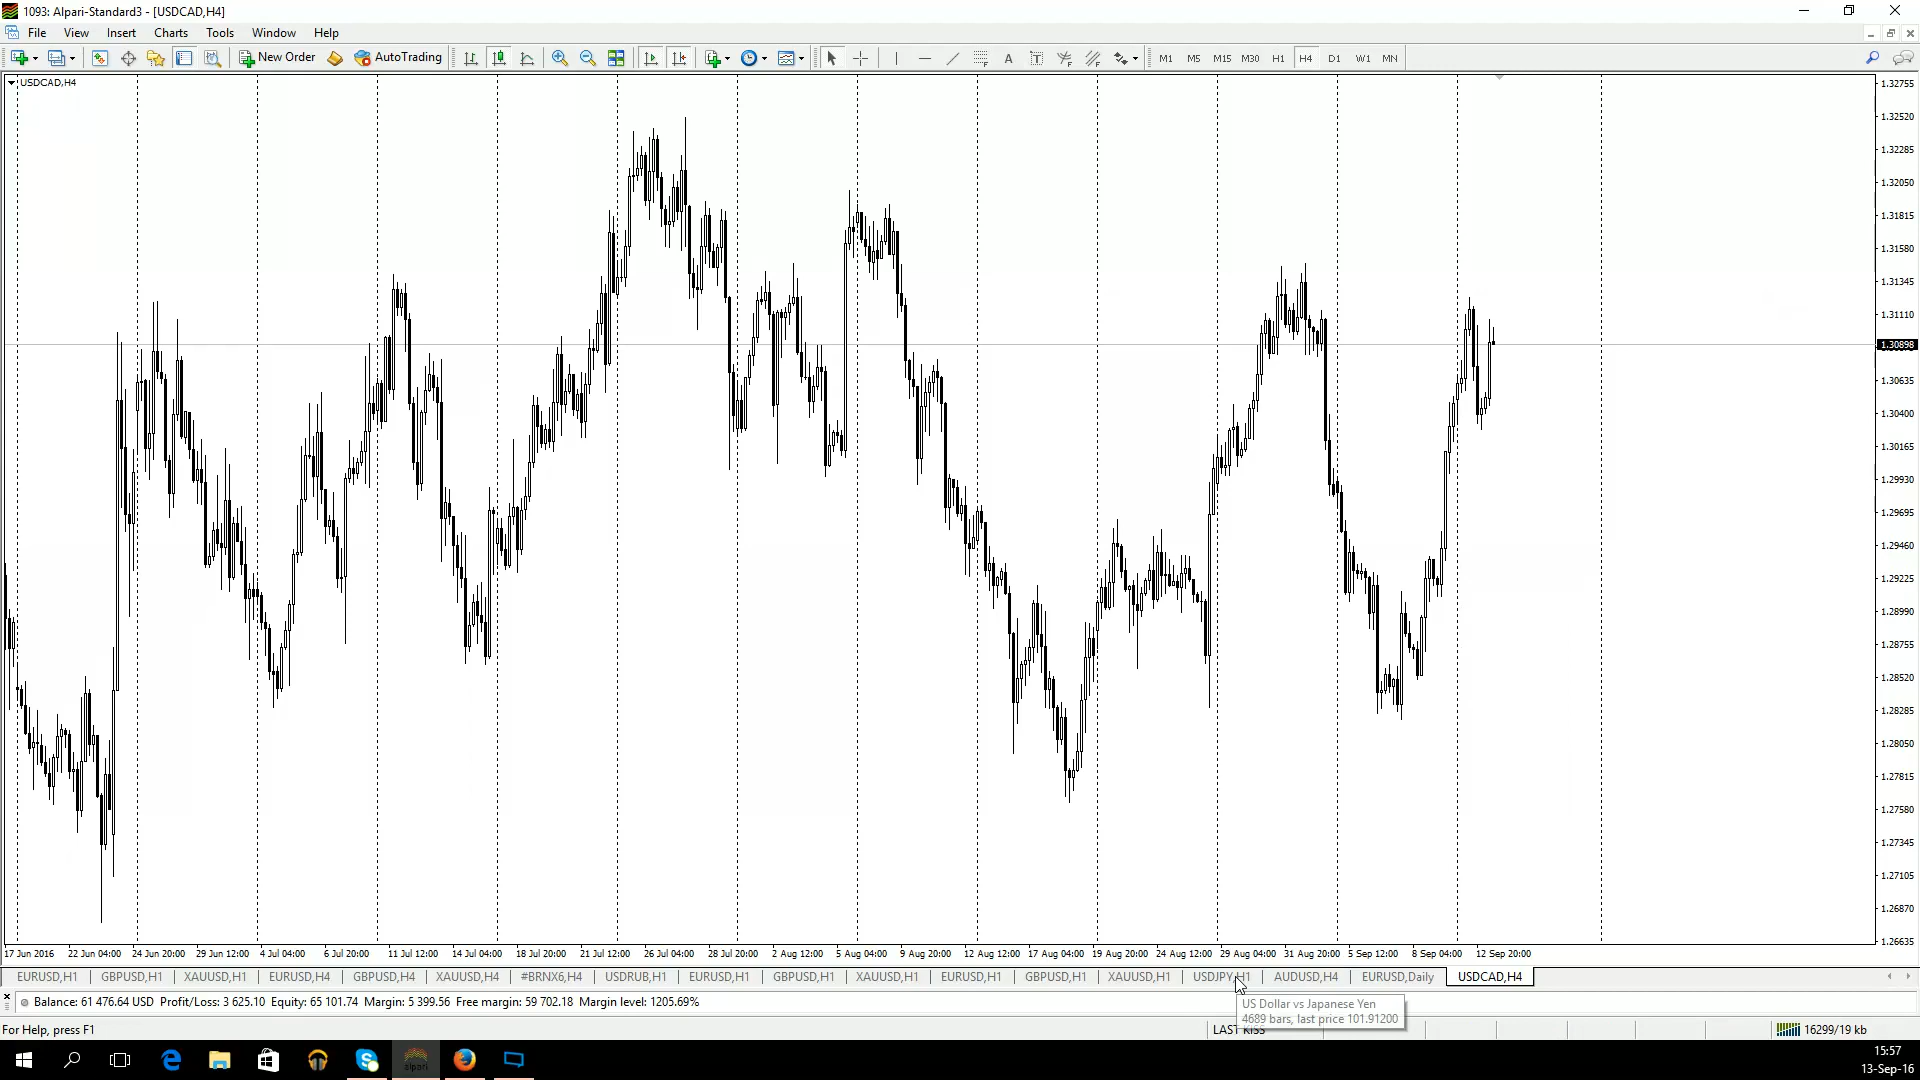 1093: Alpari-Standard3 - [USDCAD,H4]
File View Insert Charts Tools Window Help
New Order AutoTrading A T M1 M5 M15 M30 H1 H4 D1 W1 MN
USDCAD,H4
1.32755
1.32520
1.32285
1.32050
1.31815
1.31580
1.31345
1.31110
1.30898
1.30635
1.30400
1.30165
1.29930
1.29695
1.29460
1.29225
1.28990
1.28755
1.28520
1.28285
1.28050
1.27815
1.27580
1.27345
1.27105
1.26870
1.26635
17 Jun 2016 22 Jun 04:00 24 Jun 20:00 29 Jun 12:00 4 Jul 04:00 6 Jul 20:00 11 Jul 12:00 14 Jul 04:00 18 Jul 20:00 21 Jul 12:00 26 Jul 04:00 28 Jul 20:00 2 Aug 12:00 5 Aug 04:00 9 Aug 20:00 12 Aug 12:00 17 Aug 04:00 19 Aug 20:00 24 Aug 12:00 29 Aug 04:00 31 Aug 20:00 5 Sep 12:00 8 Sep 04:00 12 Sep 20:00
EURUSD,H1 GBPUSD,H1 XAUUSD,H1 EURUSD,H4 GBPUSD,H4 XAUUSD,H4 #BRNX6,H4 USDRUB,H1 EURUSD,H1 GBPUSD,H1 XAUUSD,H1 EURUSD,H1 GBPUSD,H1 XAUUSD,H1 USDJPY,H1 AUDUSD,H4 EURUSD,Daily USDCAD,H4
Balance: 61 476.64 USD Profit/Loss: 3 625.10 Equity: 65 101.74 Margin: 5 399.56 Free margin: 59 702.18 Margin level: 1205.69%
US Dollar vs Japanese Yen
4689 bars, last price 101.91200
For Help, press F1 LAST KISS 16299/19 kb
alpari
15:57
13-Sep-16